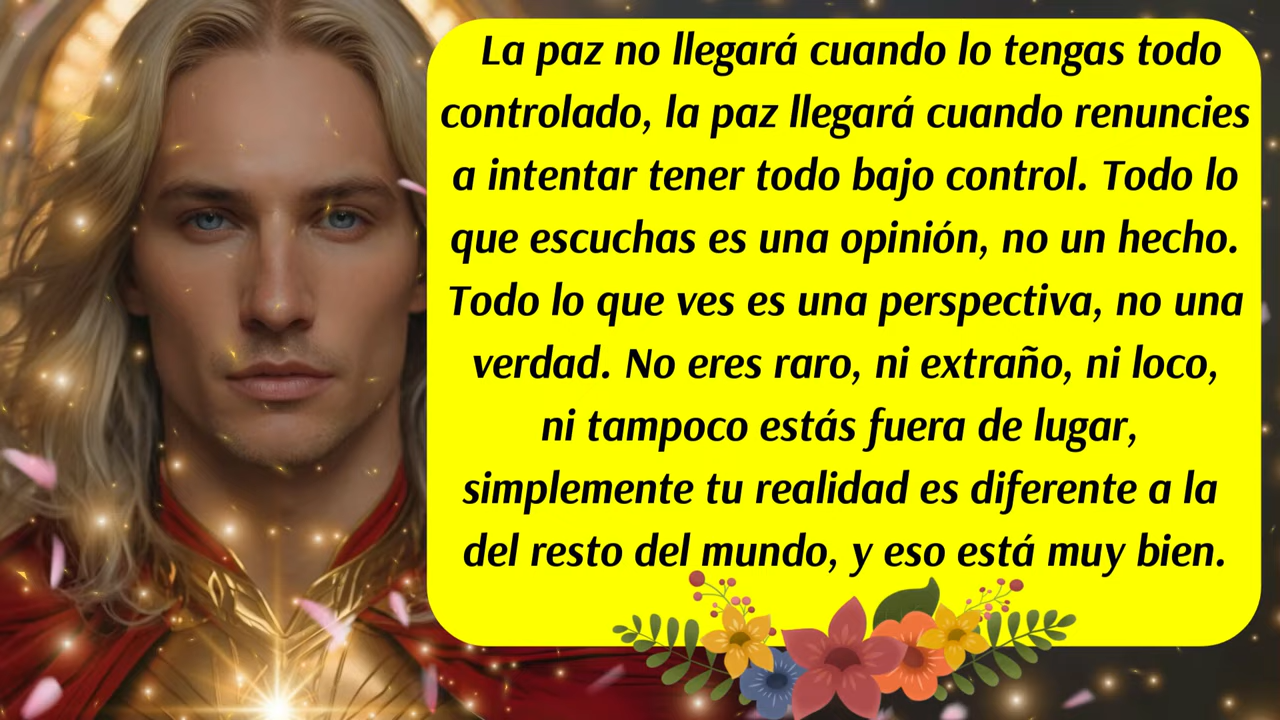 La paz no llegará cuando lo tengas todo
controlado, la paz llegará cuando renuncies
a intentar tener todo bajo control. Todo lo
que escuchas es una opinión, no un hecho.
Todo lo que ves es una perspectiva, no una
verdad. No eres raro, ni extraño, ni loco,
ni tampoco estás fuera de lugar,
simplemente tu realidad es diferente a la
del resto del mundo, y eso está muy bien.